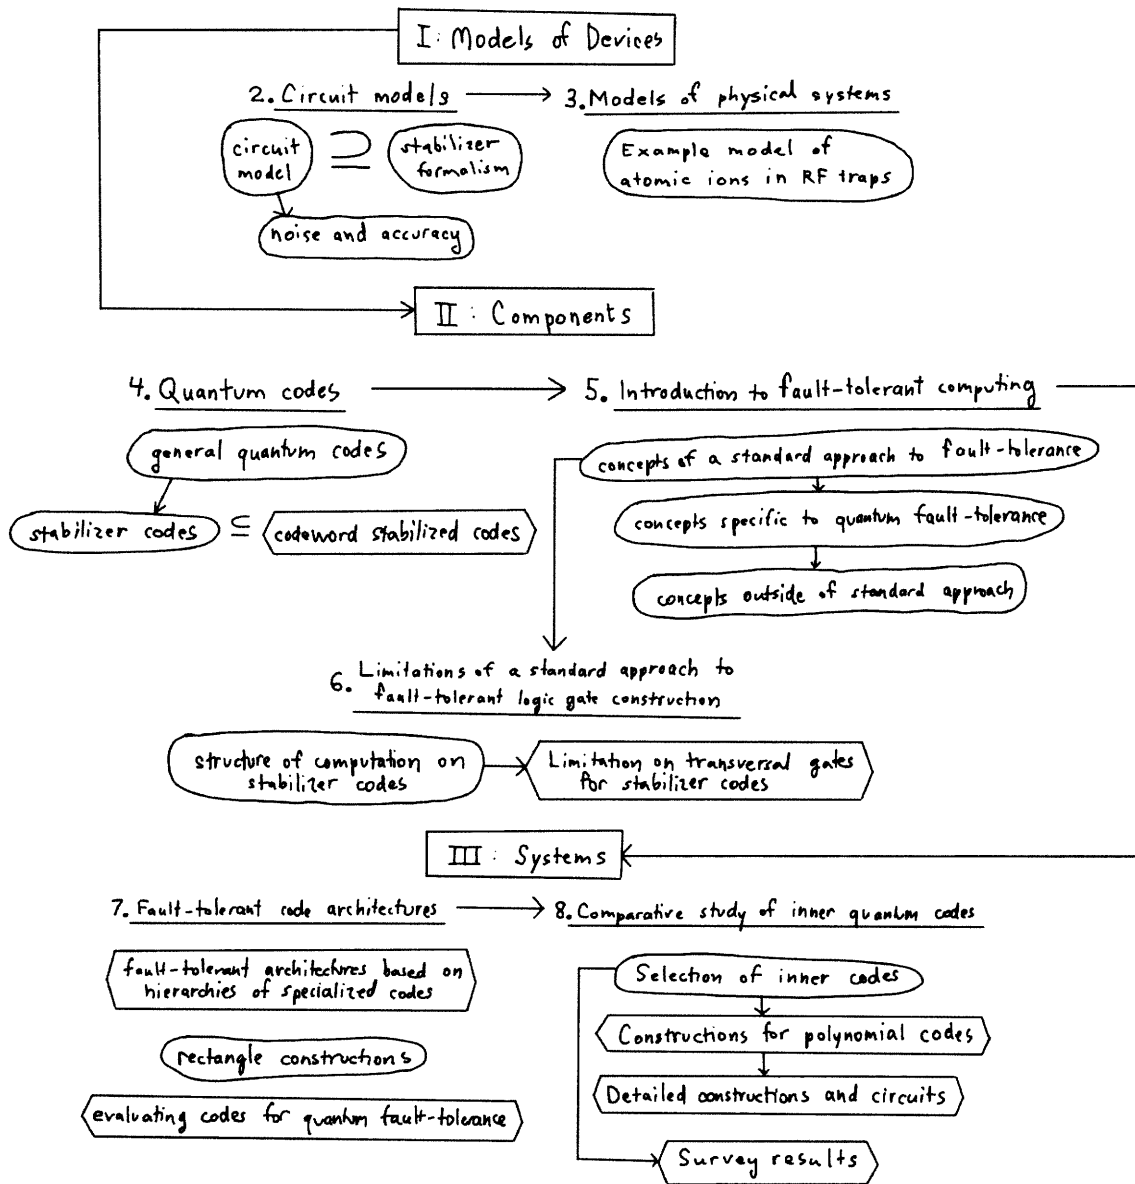 I: Models of Devices
2. Circuit models
3. Models of physical systems
circuit
model
⊇
stabilizer
formalism
Example model of
atomic ions in RF traps
noise and accuracy
II: Components
4. Quantum codes
5. Introduction to fault-tolerant computing
general quantum codes
concepts of a standard approach to fault-tolerance
stabilizer codes ⊆ codeword stabilized codes
concepts specific to quantum fault-tolerance
concepts outside of standard approach
6. Limitations of a standard approach to
fault-tolerant logic gate construction
structure of computation on
stabilizer codes
Limitation on transversal gates
for stabilizer codes
III: Systems
7. Fault-tolerant code architectures
8. Comparative study of inner quantum codes
fault-tolerant architectures based on
hierarchies of specialized codes
rectangle constructions
evaluating codes for quantum fault-tolerance
Selection of inner codes
Constructions for polynomial codes
Detailed constructions and circuits
Survey results